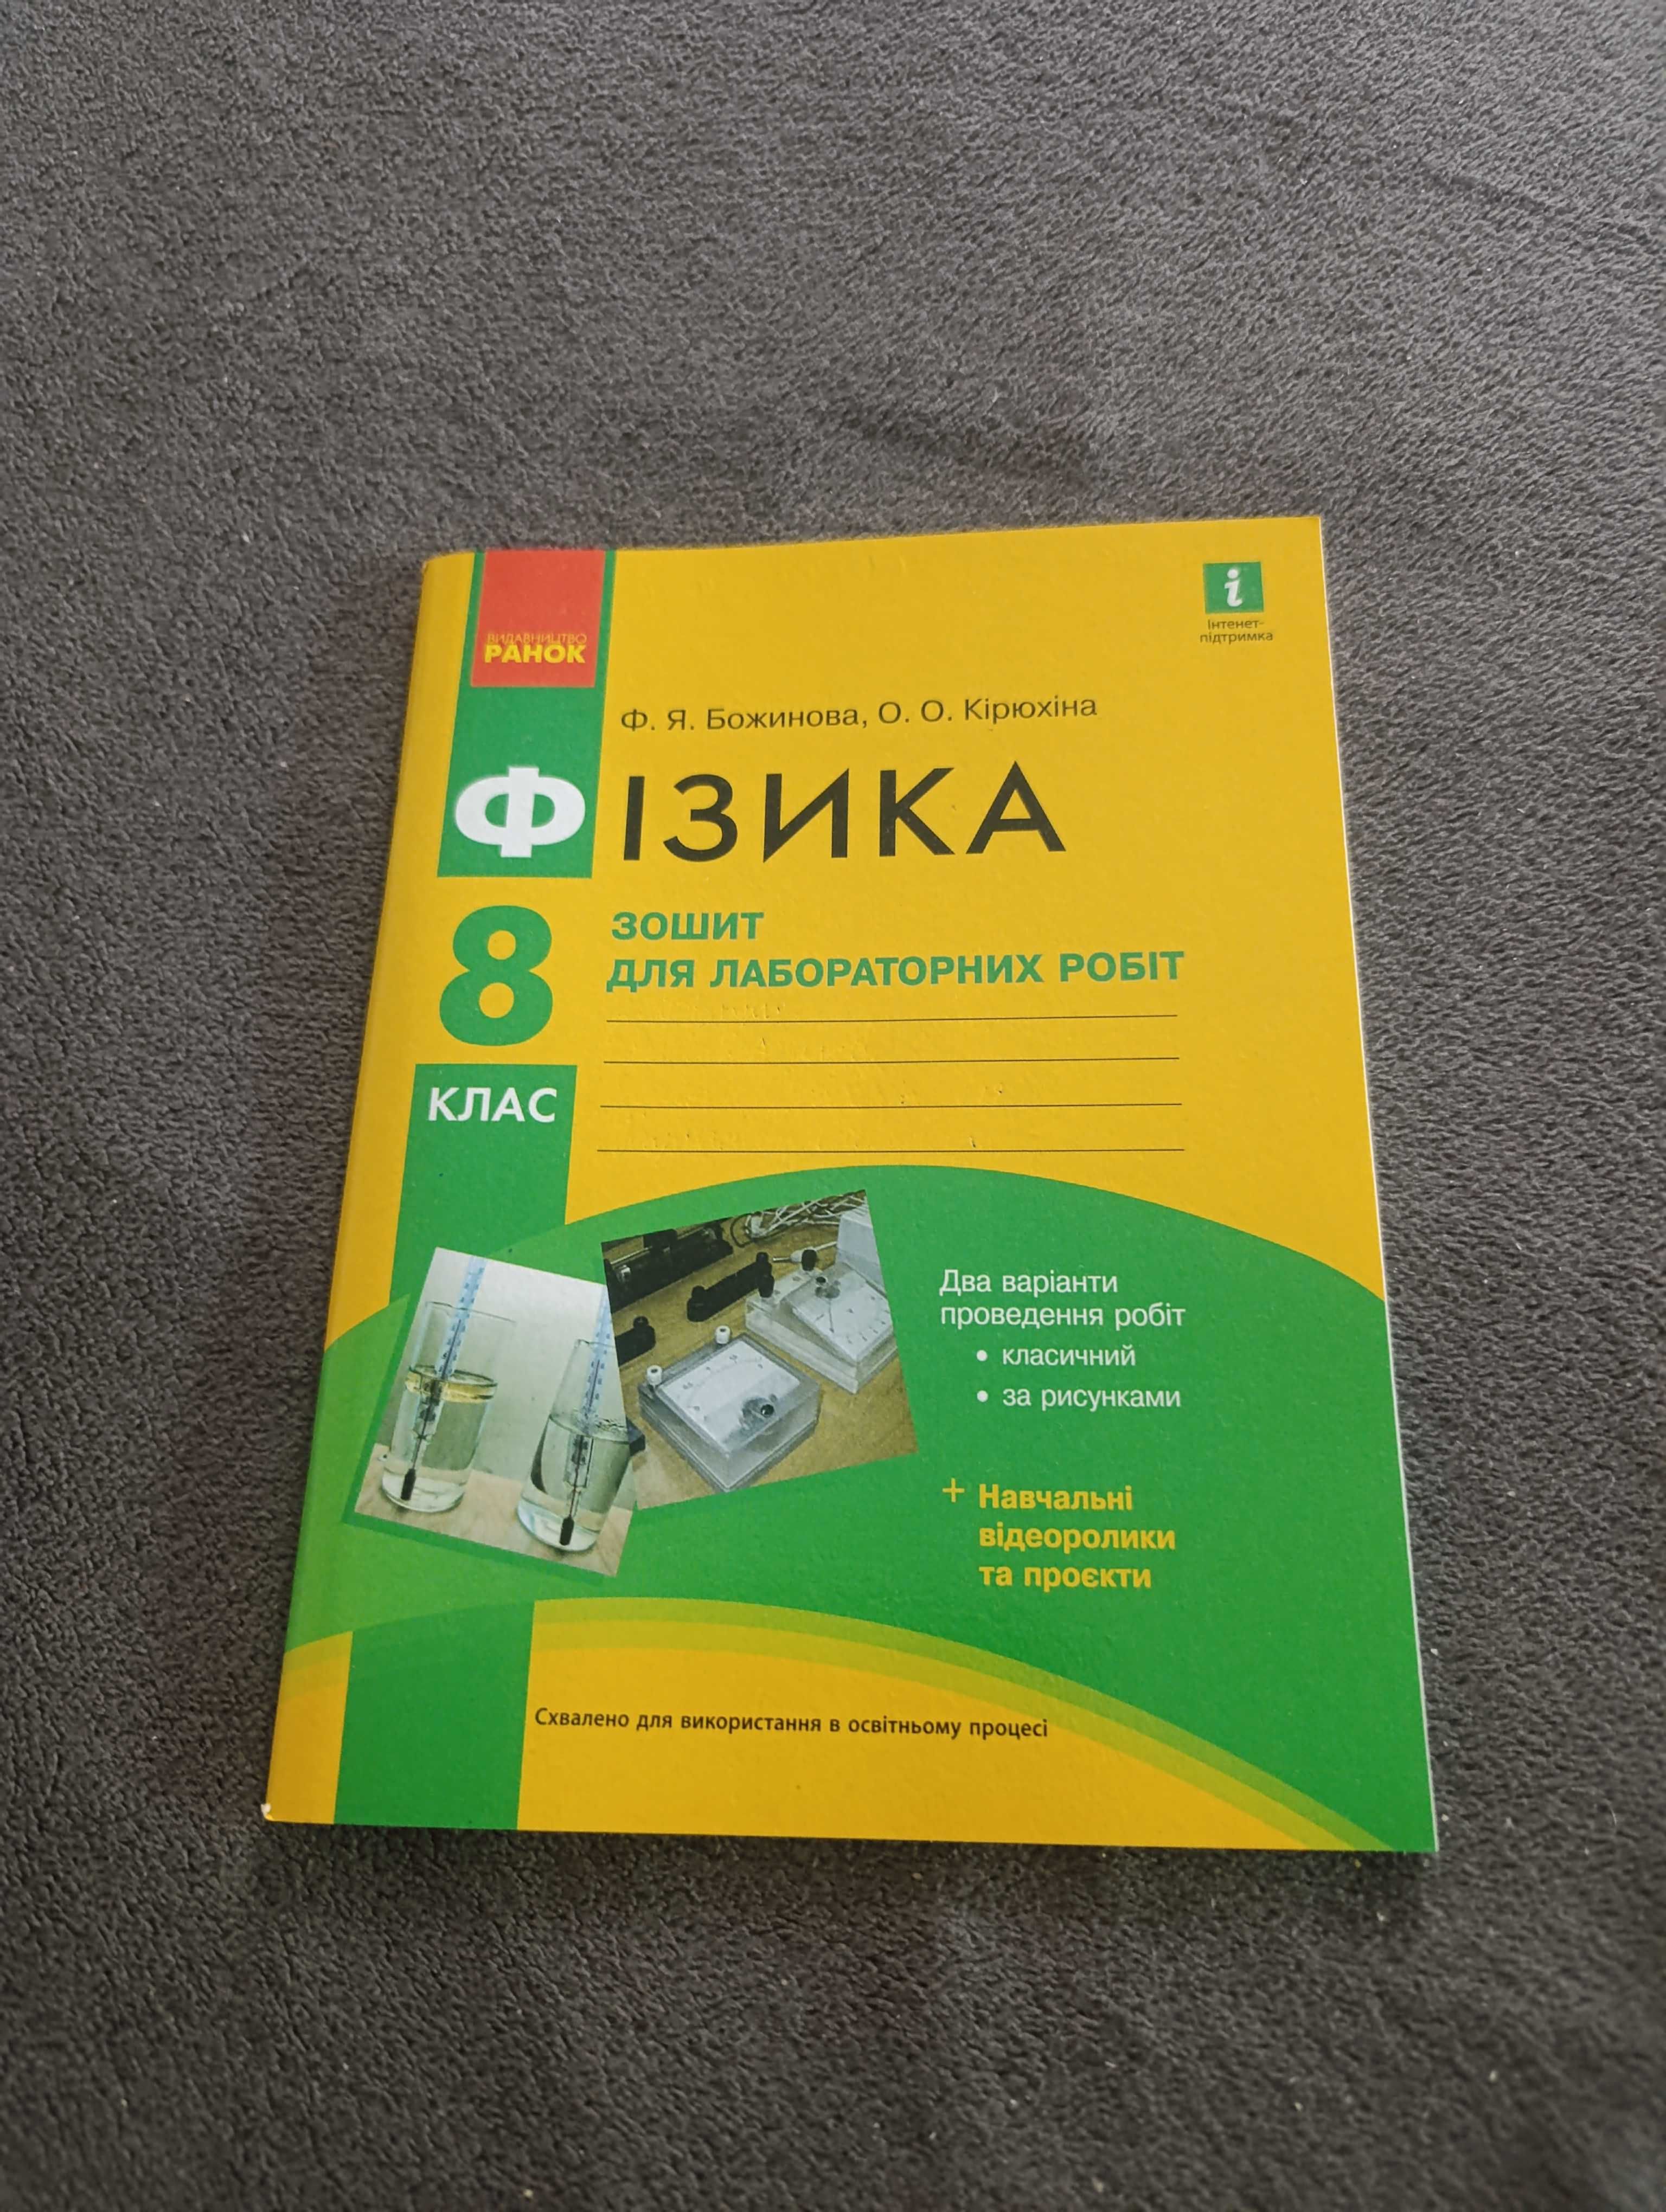 ВИДАВНИЦТВО
РАНОК
і
Інтернет-
підтримка
Ф. Я. Божинова, О. О. Кірюхіна
ФІЗИКА
8
КЛАС
ЗОШИТ
ДЛЯ ЛАБОРАТОРНИХ РОБІТ
Два варіанти
проведення робіт
• класичний
• за рисунками
+ Навчальні
відеоролики
та проєкти
Схвалено для використання в освітньому процесі